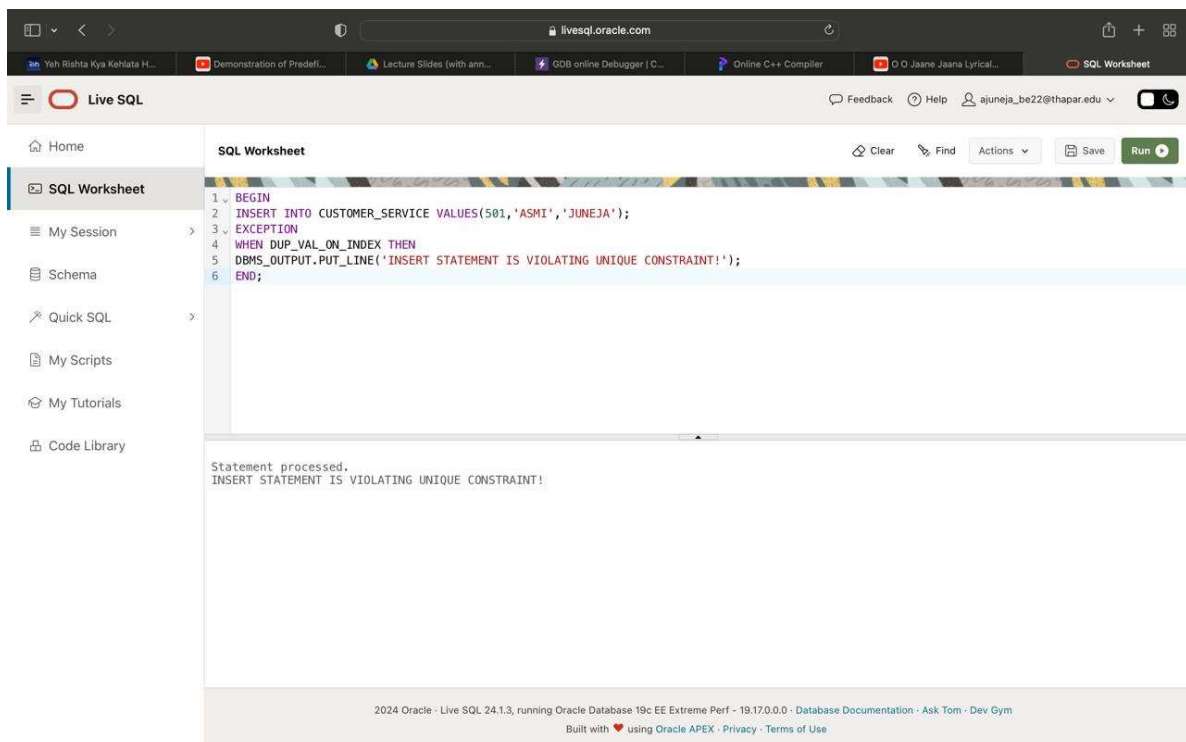 livesql.oracle.com
Yeh Rishta Kya Kehlata H...
Demonstration of Predefi...
Lecture Slides (with ann...
GDB online Debugger | C...
Online C++ Compiler
O O Jaane Jaana Lyrical...
SQL Worksheet
Live SQL
Feedback
Help
ajuneja_be22@thapar.edu
Home
SQL Worksheet
My Session
Schema
Quick SQL
My Scripts
My Tutorials
Code Library
SQL Worksheet
Clear
Find
Actions
Save
Run
1 BEGIN
2 INSERT INTO CUSTOMER_SERVICE VALUES(501,'ASMI','JUNEJA');
3 EXCEPTION
4 WHEN DUP_VAL_ON_INDEX THEN
5 DBMS_OUTPUT.PUT_LINE('INSERT STATEMENT IS VIOLATING UNIQUE CONSTRAINT!');
6 END;
Statement processed.
INSERT STATEMENT IS VIOLATING UNIQUE CONSTRAINT!
2024 Oracle · Live SQL 24.1.3, running Oracle Database 19c EE Extreme Perf - 19.17.0.0.0 · Database Documentation · Ask Tom · Dev Gym
Built with ❤ using Oracle APEX · Privacy · Terms of Use